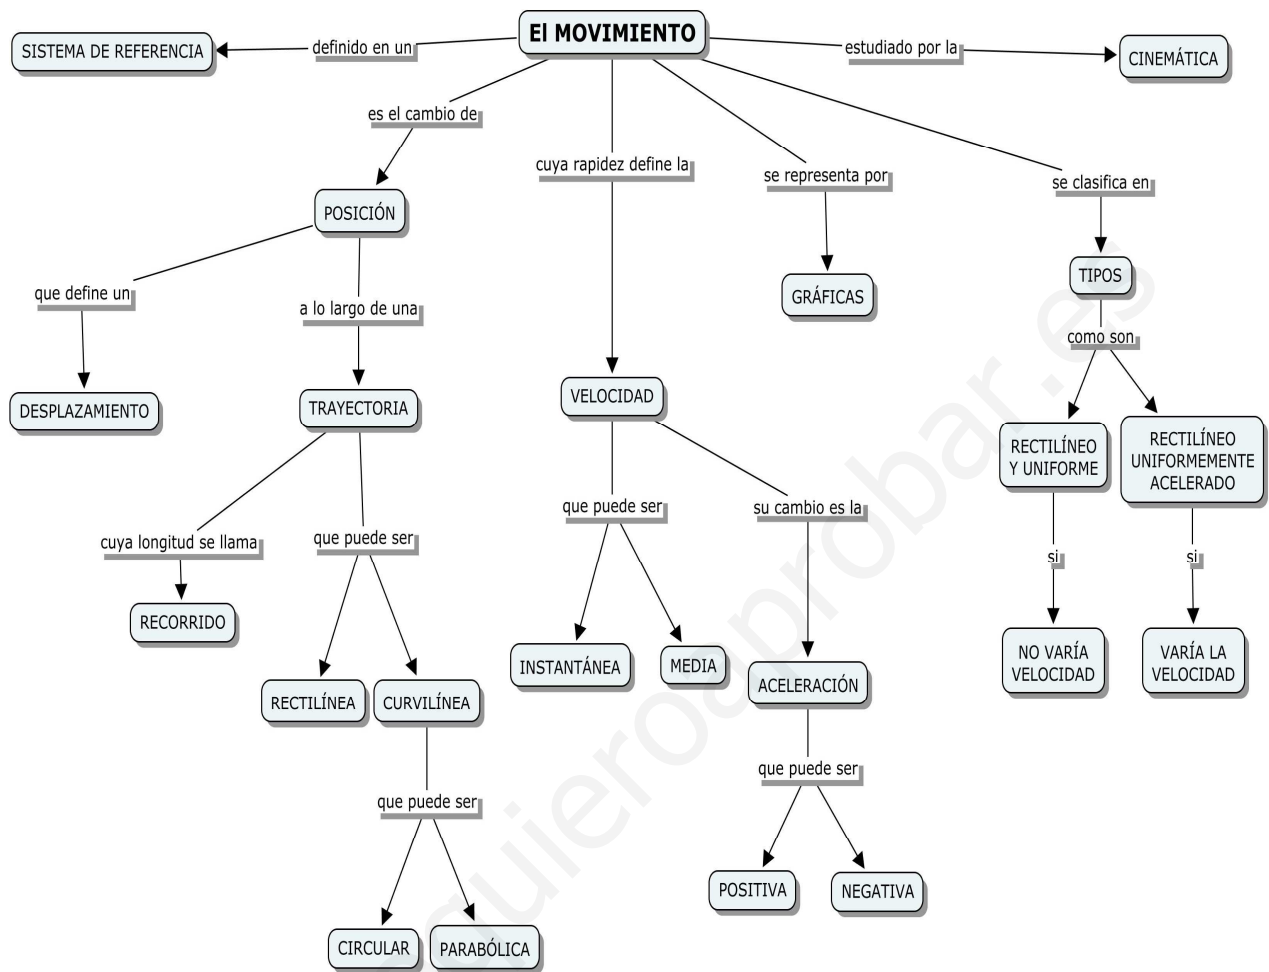 El MOVIMIENTO
SISTEMA DE REFERENCIA
definido en un
estudiado por la
CINEMÁTICA
es el cambio de
cuya rapidez define la
se representa por
se clasifica en
POSICIÓN
GRÁFICAS
TIPOS
que define un
a lo largo de una
como son
DESPLAZAMIENTO
TRAYECTORIA
VELOCIDAD
RECTILÍNEO
Y UNIFORME
RECTILÍNEO
UNIFORMEMENTE
ACELERADO
cuya longitud se llama
que puede ser
que puede ser
su cambio es la
si
si
RECORRIDO
RECTILÍNEA
CURVILÍNEA
INSTANTÁNEA
MEDIA
ACELERACIÓN
NO VARÍA
VELOCIDAD
VARÍA LA
VELOCIDAD
que puede ser
que puede ser
CIRCULAR
PARABÓLICA
POSITIVA
NEGATIVA
quieroaprobar.es